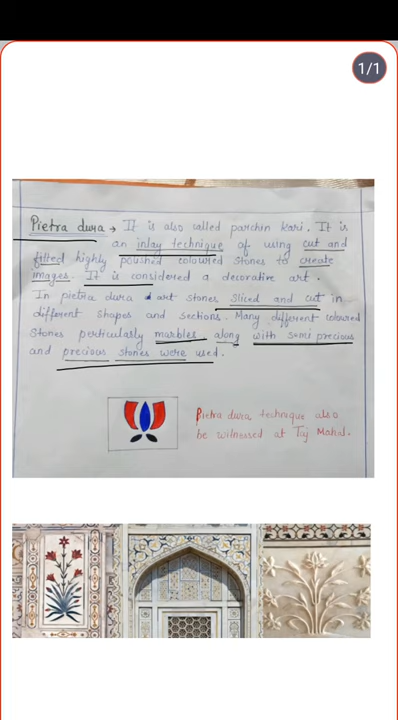 1/1
Pietra dura → It is also called parchin kari. It is
an inlay technique of using cut and
fitted highly polished coloured stones to create
images. It is considered a decorative art.
In pietra dura art stones sliced and cut in
different shapes and sections. Many different coloured
stones perticularly marbles along with sumi precious
and precious stones were used.
Pietra dura technique also
be wilnessed at Taj Mahal.